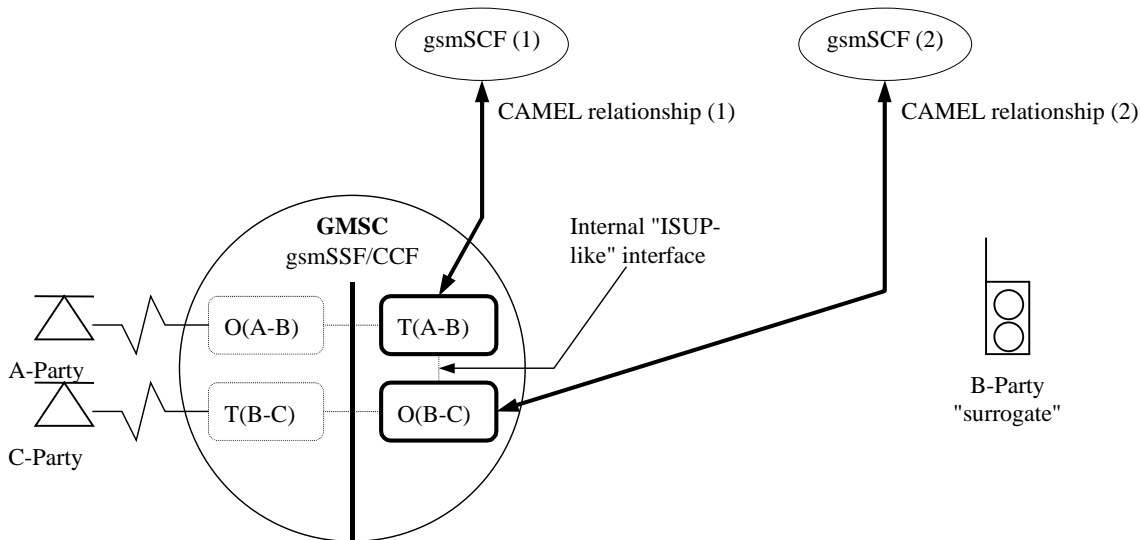 gsmSCF (1)
gsmSCF (2)
CAMEL relationship (1)
CAMEL relationship (2)
GMSC
gsmSSF/CCF
Internal "ISUP-
like" interface
O(A-B)
T(A-B)
A-Party
T(B-C)
O(B-C)
C-Party
B-Party
"surrogate"